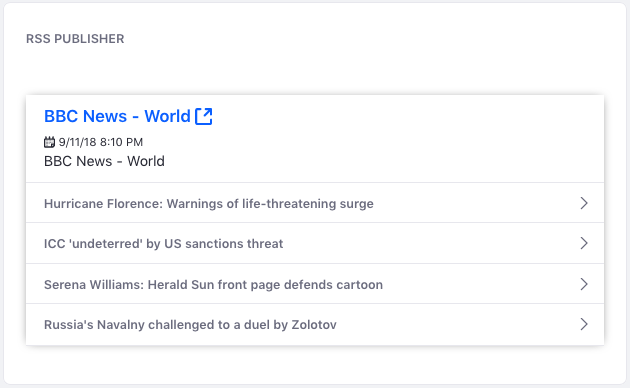 RSS PUBLISHER
BBC News - World
9/11/18 8:10 PM
BBC News - World
Hurricane Florence: Warnings of life-threatening surge
ICC 'undeterred' by US sanctions threat
Serena Williams: Herald Sun front page defends cartoon
Russia's Navalny challenged to a duel by Zolotov